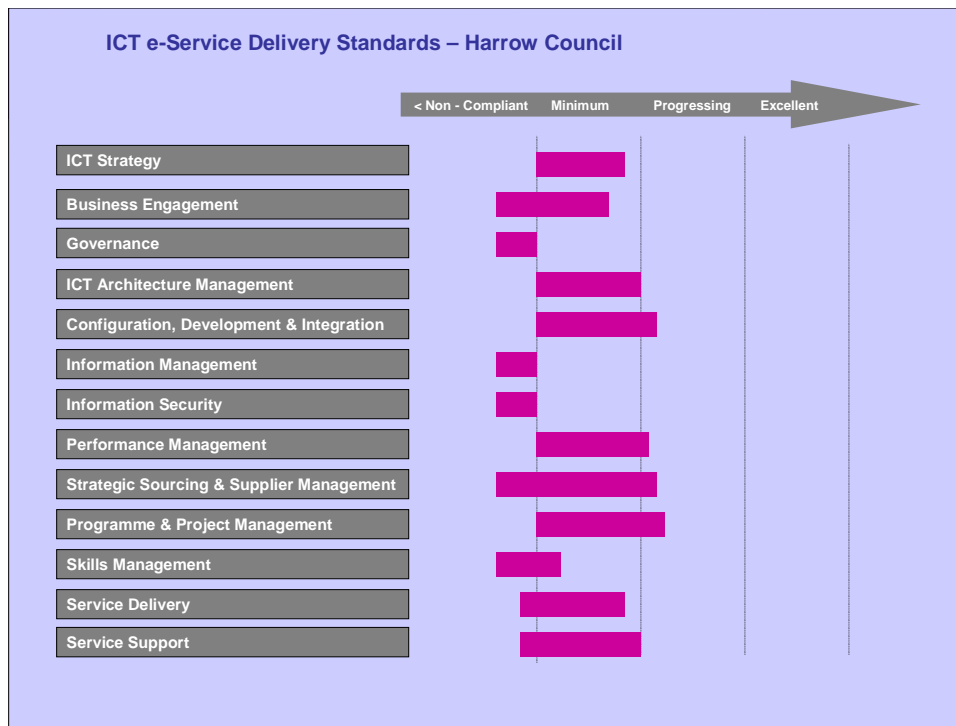 ICT e-Service Delivery Standards – Harrow Council
< Non - Compliant Minimum Progressing Excellent
ICT Strategy
Business Engagement
Governance
ICT Architecture Management
Configuration, Development & Integration
Information Management
Information Security
Performance Management
Strategic Sourcing & Supplier Management
Programme & Project Management
Skills Management
Service Delivery
Service Support